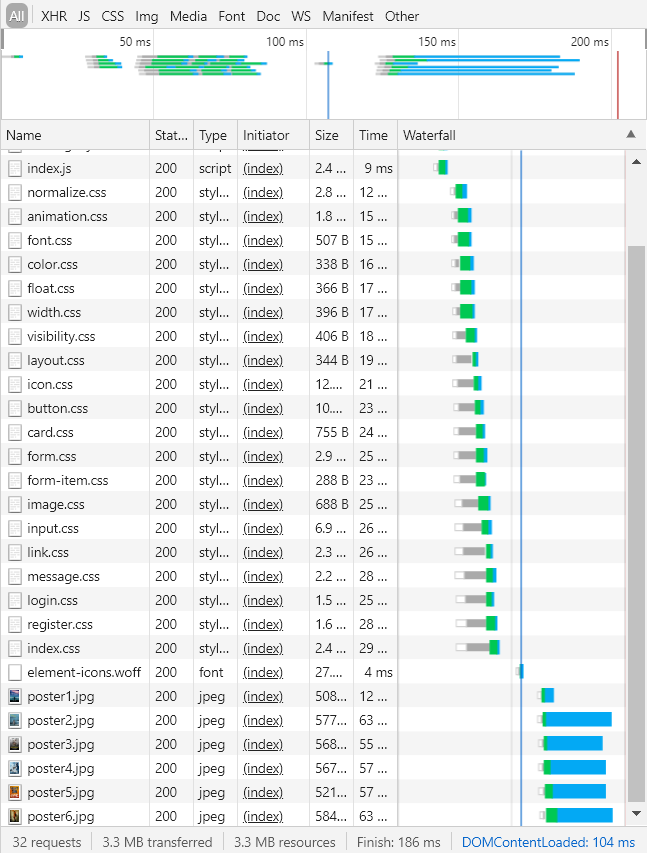 All XHR JS CSS Img Media Font Doc WS Manifest Other
50 ms 100 ms 150 ms 200 ms
Name Stat... Type Initiator Size Time Waterfall
index.js 200 script (index) 2.4 ... 9 ms
normalize.css 200 styl... (index) 2.8 ... 12 ...
animation.css 200 styl... (index) 1.8 ... 15 ...
font.css 200 styl... (index) 507 B 15 ...
color.css 200 styl... (index) 338 B 16 ...
float.css 200 styl... (index) 366 B 17 ...
width.css 200 styl... (index) 396 B 17 ...
visibility.css 200 styl... (index) 406 B 18 ...
layout.css 200 styl... (index) 344 B 19 ...
icon.css 200 styl... (index) 12.... 21 ...
button.css 200 styl... (index) 10.... 23 ...
card.css 200 styl... (index) 755 B 24 ...
form.css 200 styl... (index) 2.9 ... 25 ...
form-item.css 200 styl... (index) 288 B 23 ...
image.css 200 styl... (index) 688 B 25 ...
input.css 200 styl... (index) 6.9 ... 26 ...
link.css 200 styl... (index) 2.3 ... 26 ...
message.css 200 styl... (index) 2.2 ... 28 ...
login.css 200 styl... (index) 1.5 ... 25 ...
register.css 200 styl... (index) 1.6 ... 28 ...
index.css 200 styl... (index) 2.4 ... 29 ...
element-icons.woff 200 font (index) 27.... 4 ms
poster1.jpg 200 jpeg (index) 508... 12 ...
poster2.jpg 200 jpeg (index) 577... 63 ...
poster3.jpg 200 jpeg (index) 568... 55 ...
poster4.jpg 200 jpeg (index) 567... 57 ...
poster5.jpg 200 jpeg (index) 521... 57 ...
poster6.jpg 200 jpeg (index) 584... 63 ...
32 requests 3.3 MB transferred 3.3 MB resources Finish: 186 ms DOMContentLoaded: 104 ms